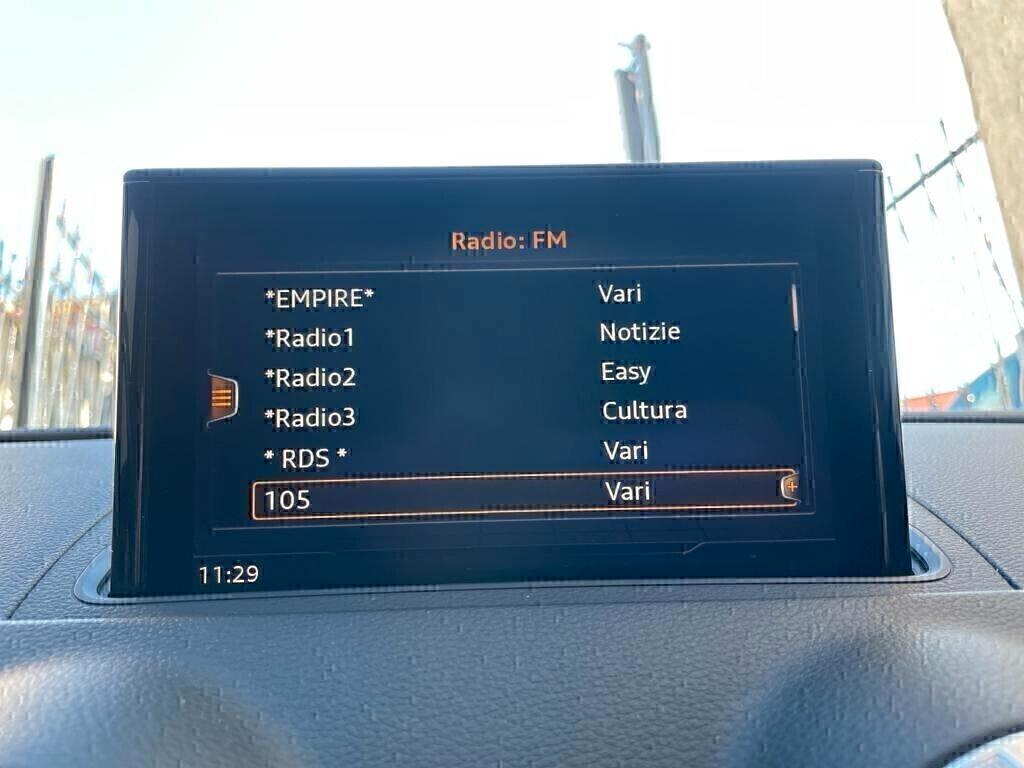 Radio: FM
*EMPIRE* Vari
*Radio1 Notizie
*Radio2 Easy
*Radio3 Cultura
* RDS * Vari
105 Vari
11:29